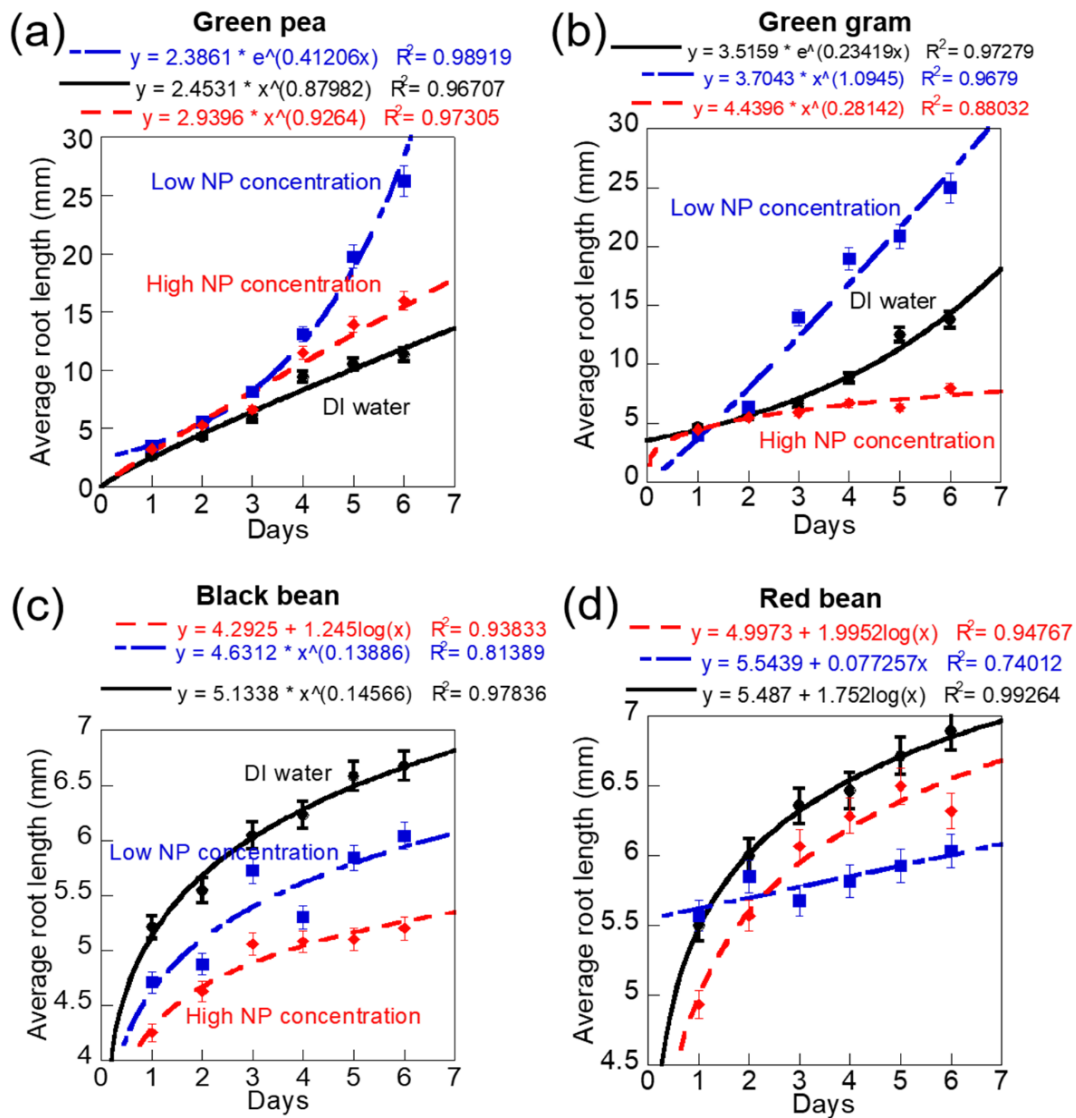 (a) Green pea
y = 2.3861 * e^(0.41206x) R²= 0.98919
y = 2.4531 * x^(0.87982) R²= 0.96707
y = 2.9396 * x^(0.9264) R²= 0.97305
30
25
20
15
10
5
0
Average root length (mm)
Low NP concentration
High NP concentration
DI water
0 1 2 3 4 5 6 7
Days
(b) Green gram
y = 3.5159 * e^(0.23419x) R²= 0.97279
y = 3.7043 * x^(1.0945) R²= 0.9679
y = 4.4396 * x^(0.28142) R²= 0.88032
30
25
20
15
10
5
0
Average root length (mm)
Low NP concentration
DI water
High NP concentration
0 1 2 3 4 5 6 7
Days
(c) Black bean
y = 4.2925 + 1.245log(x) R²= 0.93833
y = 4.6312 * x^(0.13886) R²= 0.81389
y = 5.1338 * x^(0.14566) R²= 0.97836
7
6.5
6
5.5
5
4.5
4
Average root length (mm)
DI water
Low NP concentration
High NP concentration
0 1 2 3 4 5 6 7
Days
(d) Red bean
y = 4.9973 + 1.9952log(x) R²= 0.94767
y = 5.5439 + 0.077257x R²= 0.74012
y = 5.487 + 1.752log(x) R²= 0.99264
7
6.5
6
5.5
5
4.5
Average root length (mm)
0 1 2 3 4 5 6 7
Days